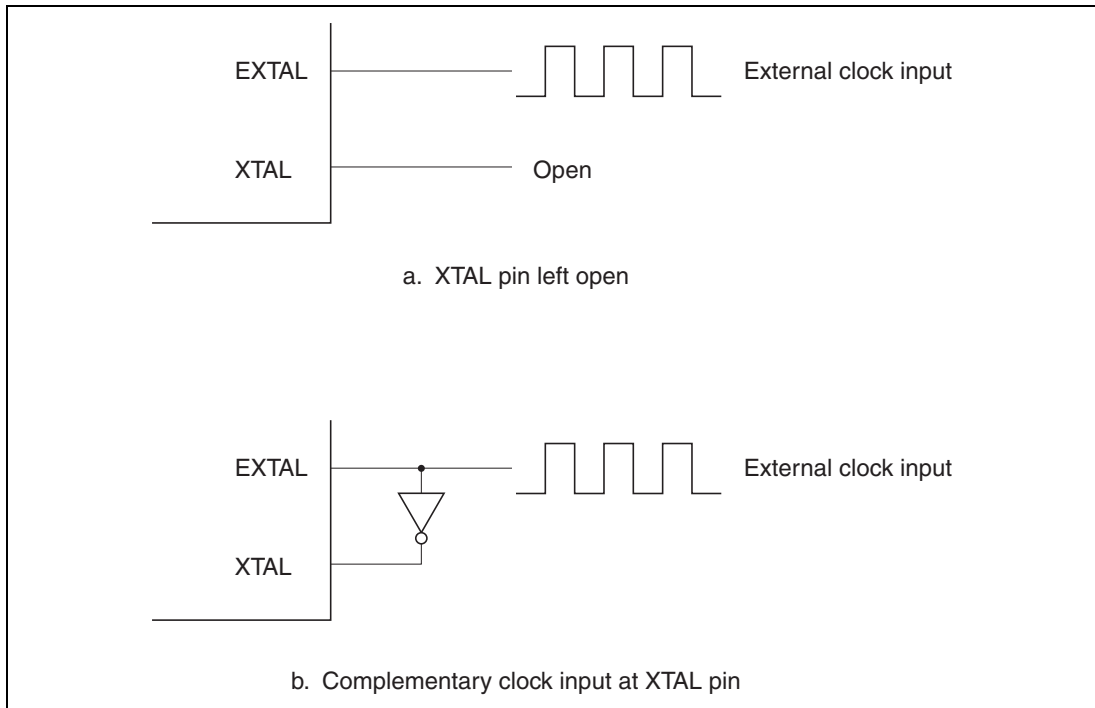 EXTAL External clock input
XTAL Open
a. XTAL pin left open
EXTAL External clock input
XTAL
b. Complementary clock input at XTAL pin